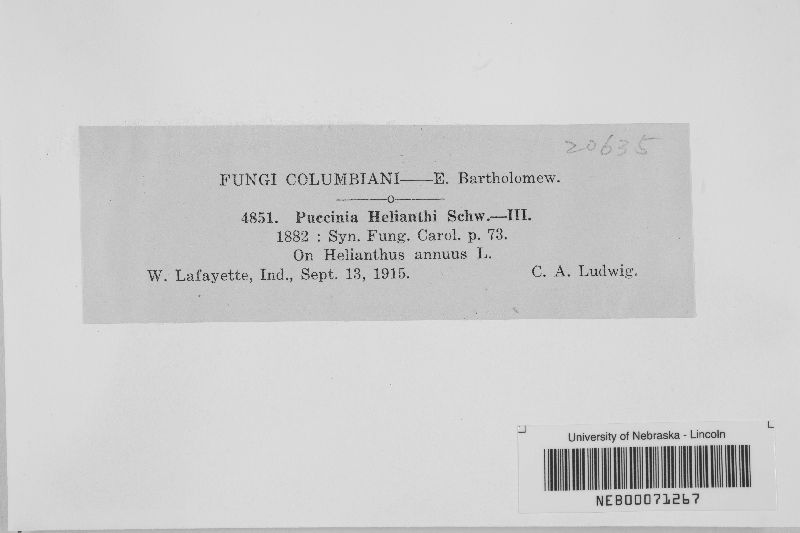 20635
FUNGI COLUMBIANI——E. Bartholomew.
4851. Puccinia Helianthi Schw.—III.
1882 : Syn. Fung. Carol. p. 73.
On Helianthus annuus L.
W. Lafayette, Ind., Sept. 13, 1915. C. A. Ludwig.
University of Nebraska - Lincoln
NEB00071267